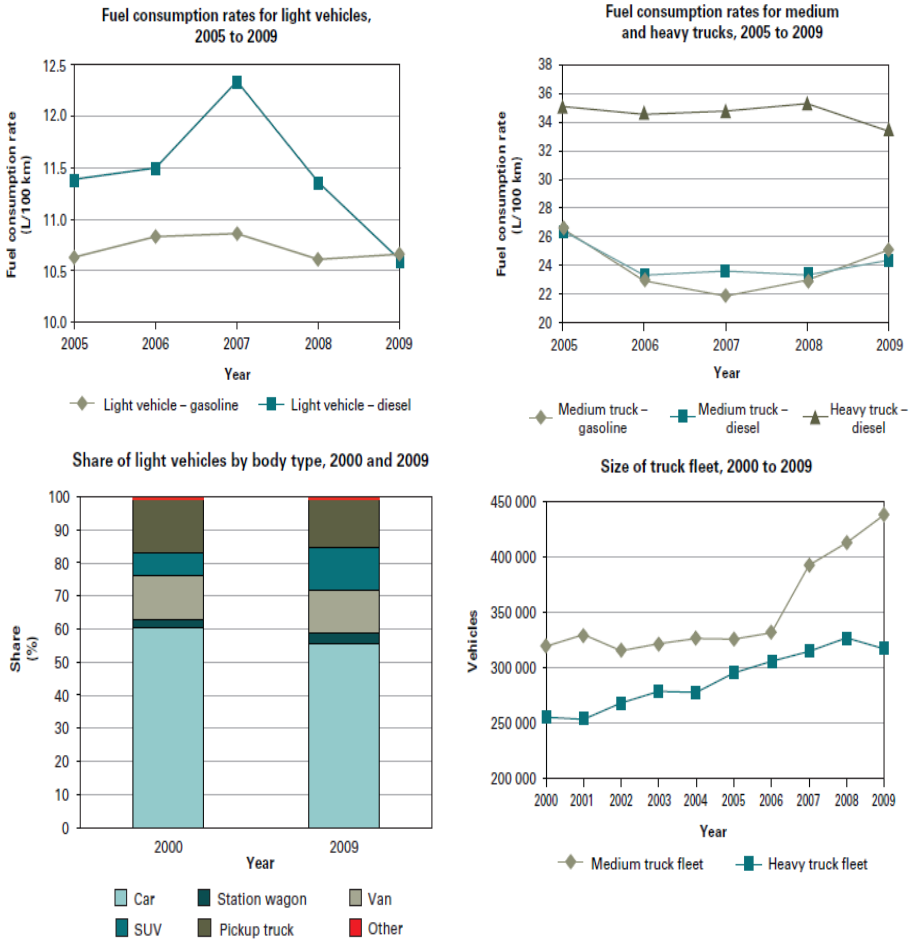 Fuel consumption rates for light vehicles,
2005 to 2009
12.5
12.0
11.5
11.0
10.5
10.0
Fuel consumption rate
(L/100 km)
2005 2006 2007 2008 2009
Year
Light vehicle – gasoline Light vehicle – diesel
Fuel consumption rates for medium
and heavy trucks, 2005 to 2009
38
36
34
32
30
28
26
24
22
20
Fuel consumption rate
(L/100 km)
2005 2006 2007 2008 2009
Year
Medium truck –
gasoline
Medium truck –
diesel
Heavy truck –
diesel
Share of light vehicles by body type, 2000 and 2009
100
90
80
70
60
50
40
30
20
10
0
Share
(%)
2000 2009
Year
Car Station wagon Van
SUV Pickup truck Other
Size of truck fleet, 2000 to 2009
450 000
400 000
350 000
300 000
250 000
200 000
Vehicles
2000 2001 2002 2003 2004 2005 2006 2007 2008 2009
Year
Medium truck fleet Heavy truck fleet